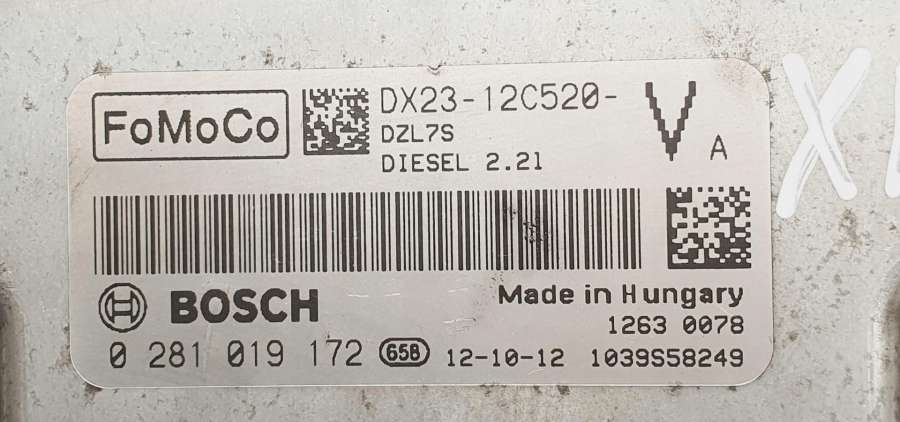 FoMoCo
DX23-12C520- V A
DZL7S
DIESEL 2.2l
BOSCH
Made in Hungary
1263 0078
0 281 019 172 658 12-10-12 1039S58249